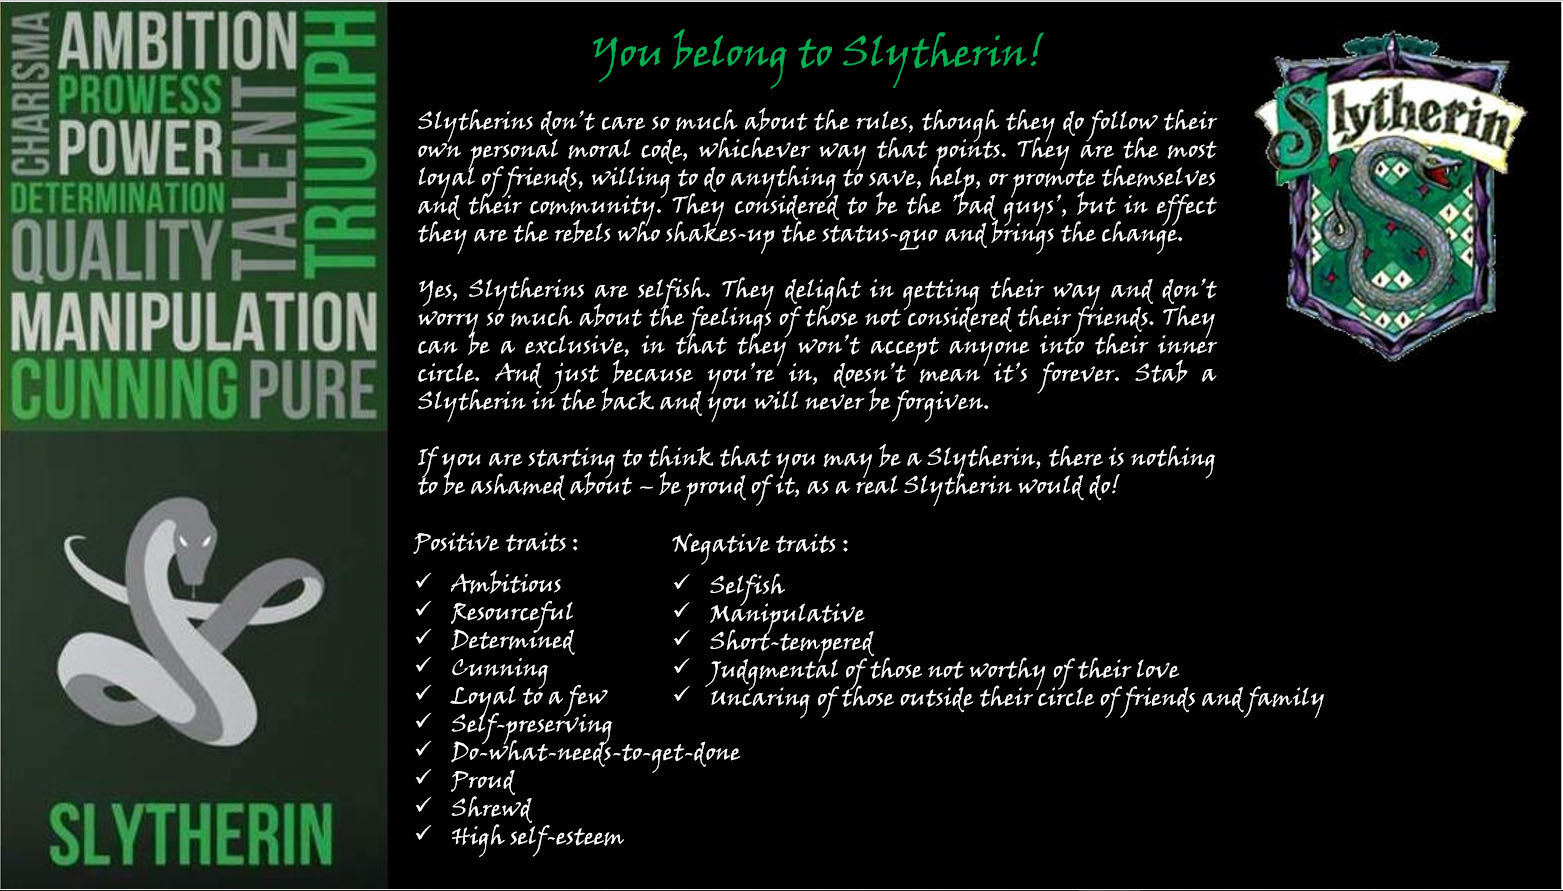 CHARISMA
AMBITION
PROWESS
POWER
DETERMINATION
QUALITY
TALENT
TRIUMPH
MANIPULATION
CUNNING PURE
SLYTHERIN
You belong to Slytherin!
Slytherins don't care so much about the rules, though they do follow their
own personal moral code, whichever way that points. They are the most
loyal of friends, willing to do anything to save, help, or promote themselves
and their community. They considered to be the 'bad guys', but in effect
they are the rebels who shakes-up the status-quo and brings the change.
Yes, Slytherins are selfish. They delight in getting their way and don't
worry so much about the feelings of those not considered their friends. They
can be a exclusive, in that they won't accept anyone into their inner
circle. And just because you're in, doesn't mean it's forever. Stab a
Slytherin in the back and you will never be forgiven.
If you are starting to think that you may be a Slytherin, there is nothing
to be ashamed about – be proud of it, as a real Slytherin would do!
Positive traits :
✓ Ambitious
✓ Resourceful
✓ Determined
✓ Cunning
✓ Loyal to a few
✓ Self-preserving
✓ Do-what-needs-to-get-done
✓ Proud
✓ Shrewd
✓ High self-esteem
Negative traits :
✓ Selfish
✓ Manipulative
✓ Short-tempered
✓ Judgmental of those not worthy of their love
✓ Uncaring of those outside their circle of friends and family
Slytherin